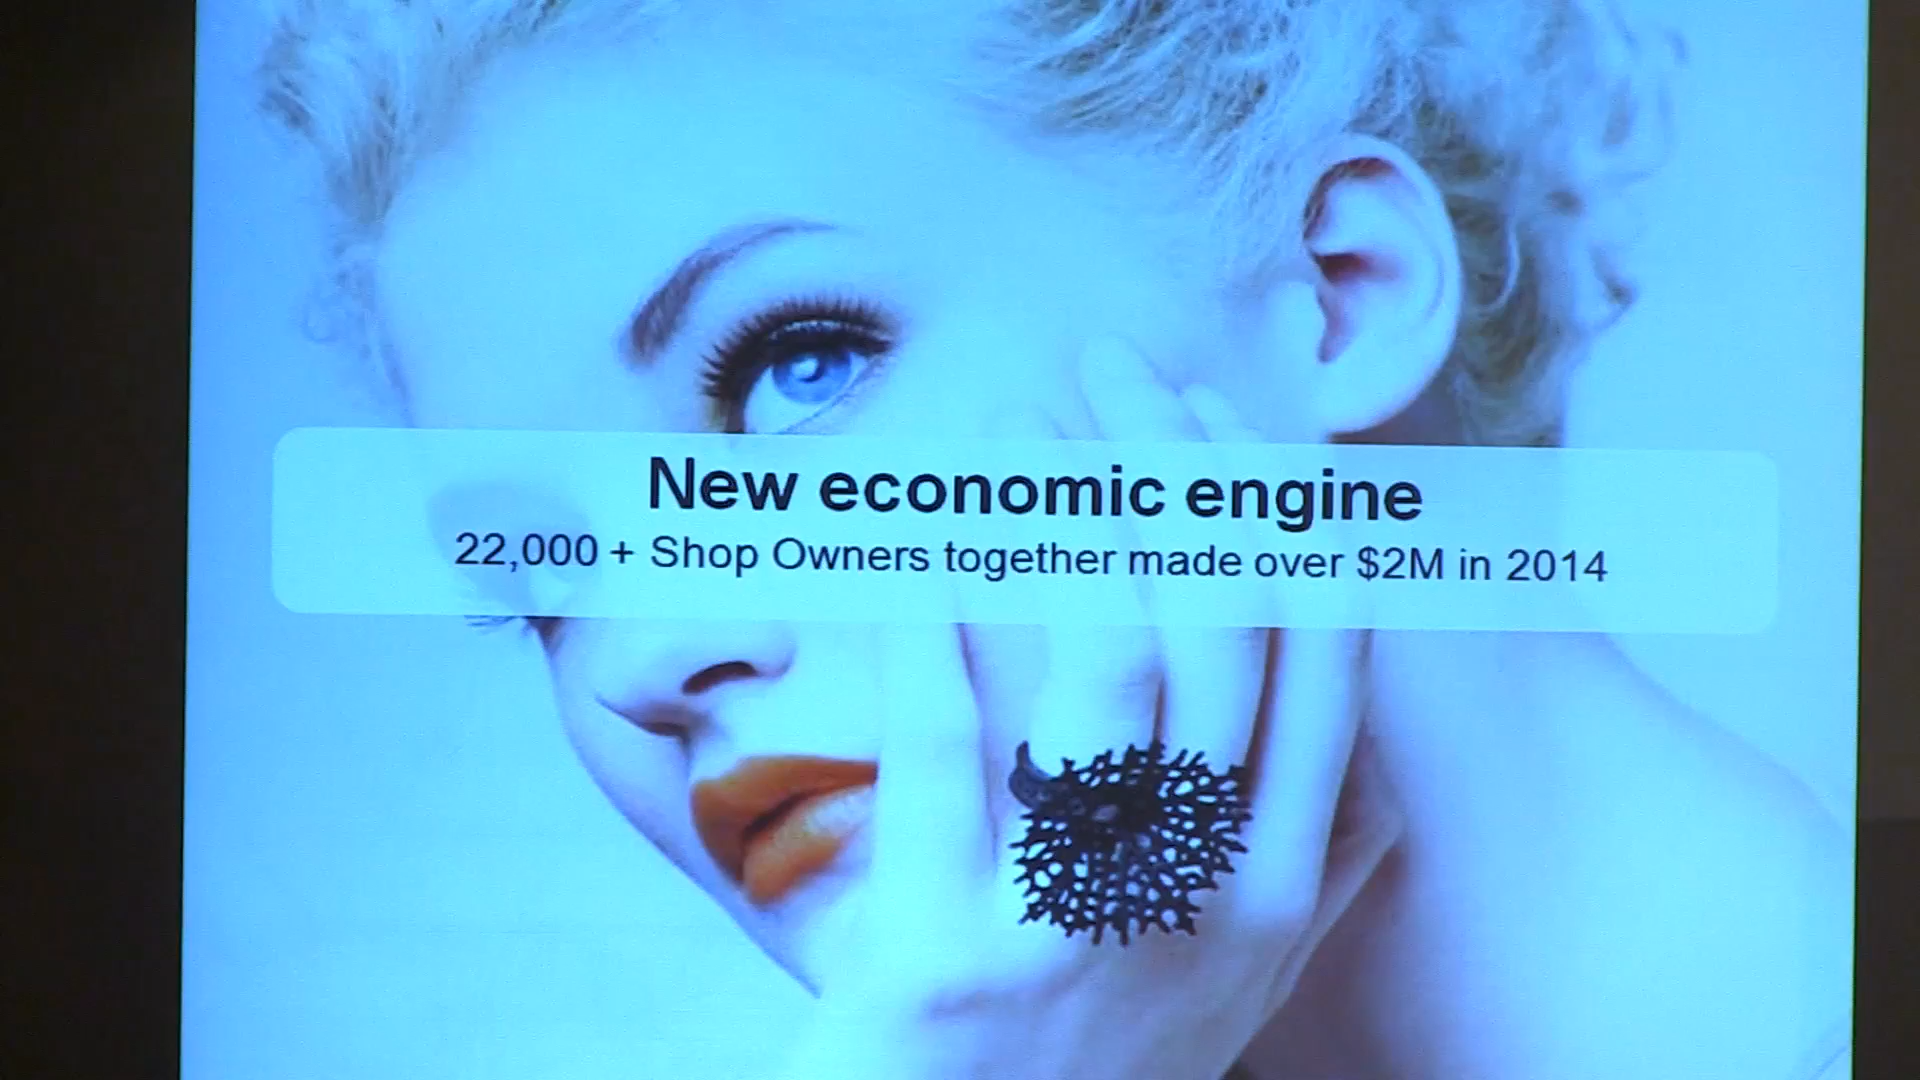 New economic engine
22,000 + Shop Owners together made over $2M in 2014